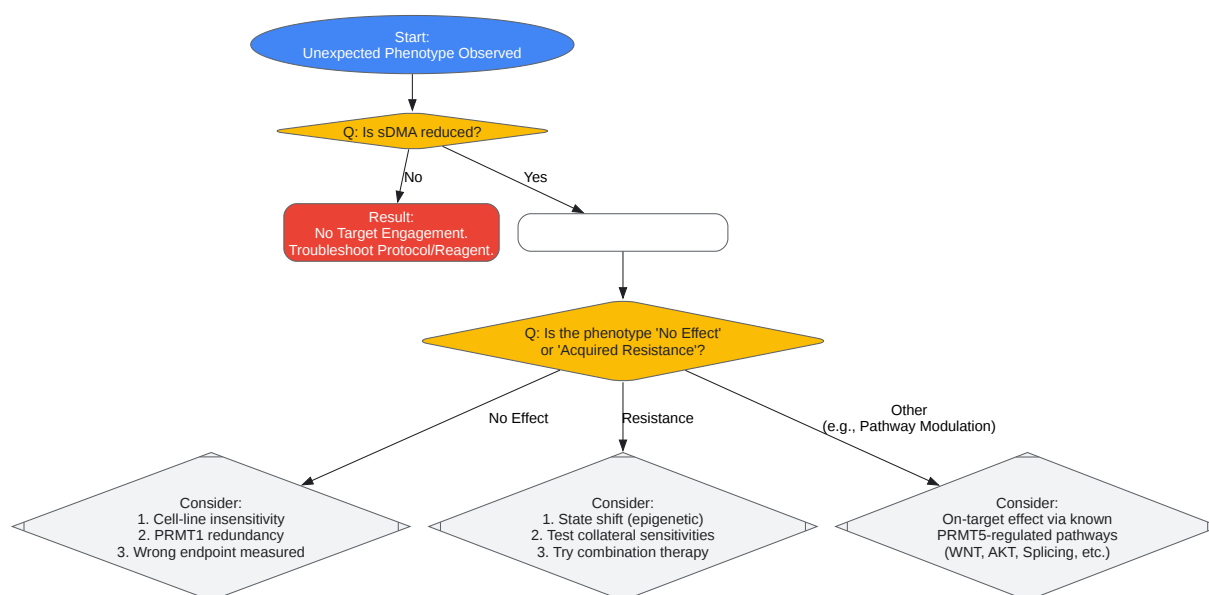 Start:
Unexpected Phenotype Observed
Q: Is sDMA reduced?
No
Yes
Result:
No Target Engagement.
Troubleshoot Protocol/Reagent.
Q: Is the phenotype 'No Effect'
or 'Acquired Resistance'?
No Effect
Resistance
Other
(e.g., Pathway Modulation)
Consider:
1. Cell-line insensitivity
2. PRMT1 redundancy
3. Wrong endpoint measured
Consider:
1. State shift (epigenetic)
2. Test collateral sensitivities
3. Try combination therapy
Consider:
On-target effect via known
PRMT5-regulated pathways
(WNT, AKT, Splicing, etc.)